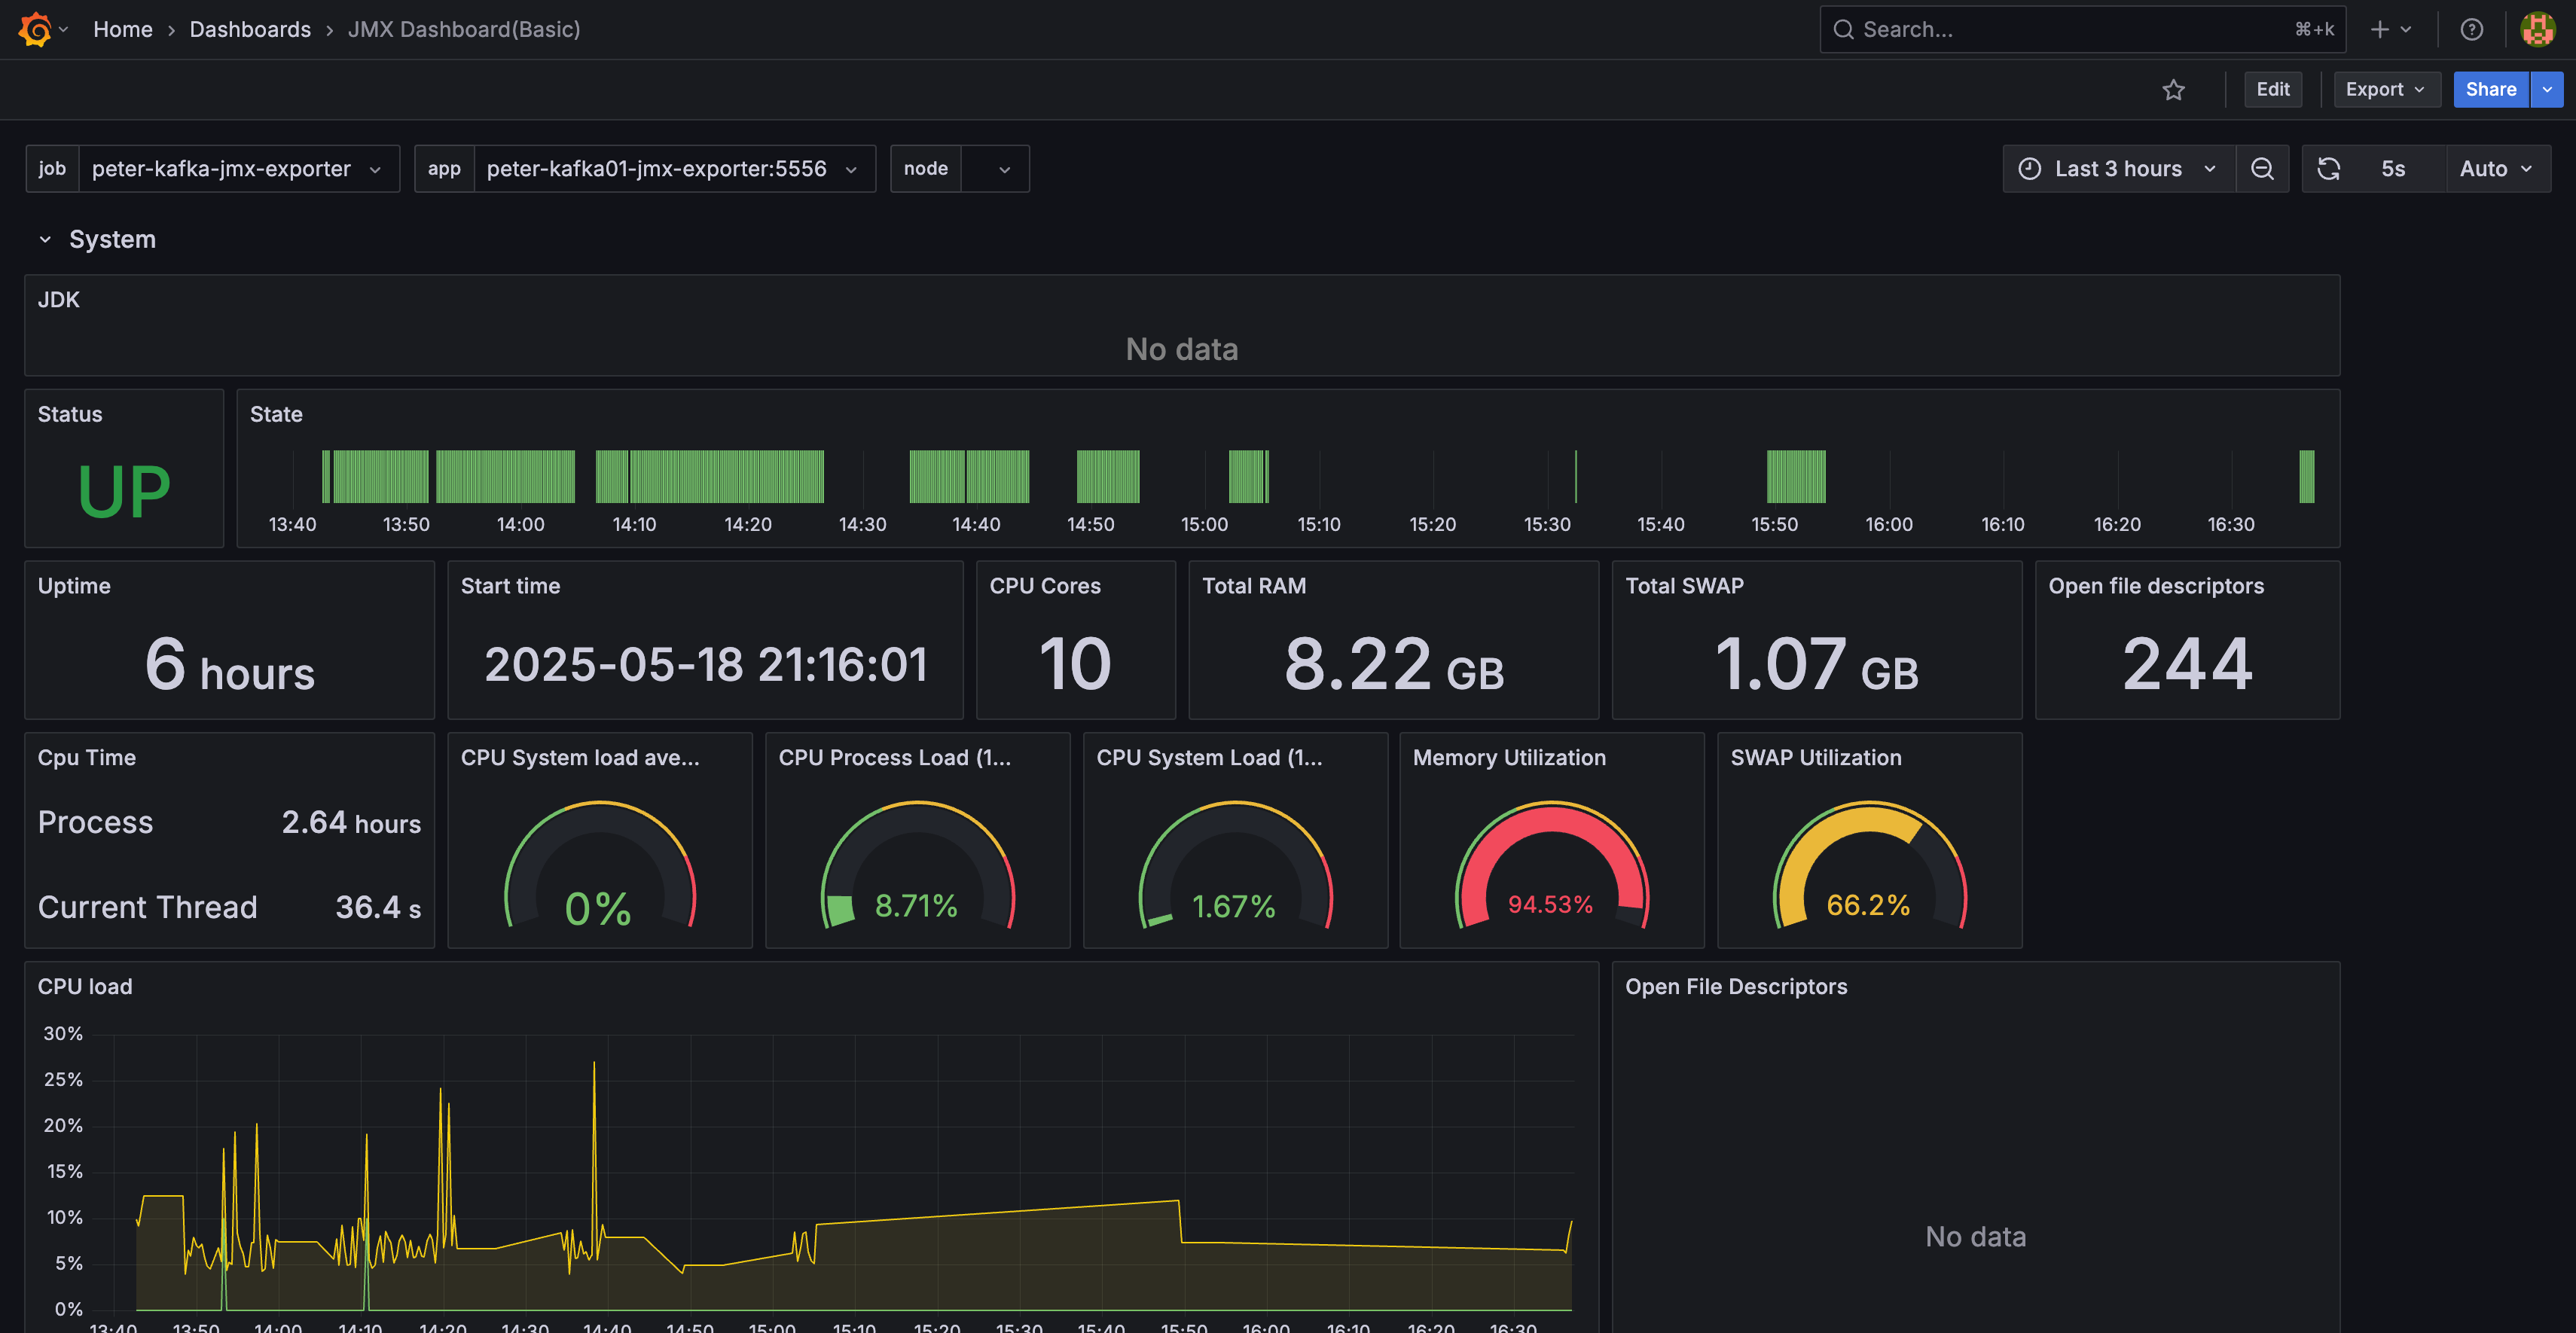 Home › Dashboards › JMX Dashboard(Basic)
Search...
⌘+k
Edit
Export
Share
job peter-kafka-jmx-exporter
app peter-kafka01-jmx-exporter:5556
node
Last 3 hours
5s
Auto
System
JDK
No data
Status
UP
State
13:40 13:50 14:00 14:10 14:20 14:30 14:40 14:50 15:00 15:10 15:20 15:30 15:40 15:50 16:00 16:10 16:20 16:30
Uptime
6 hours
Start time
2025-05-18 21:16:01
CPU Cores
10
Total RAM
8.22 GB
Total SWAP
1.07 GB
Open file descriptors
244
Cpu Time
Process 2.64 hours
Current Thread 36.4 s
CPU System load ave...
0%
CPU Process Load (1...
8.71%
CPU System Load (1...
1.67%
Memory Utilization
94.53%
SWAP Utilization
66.2%
CPU load
30%
25%
20%
15%
10%
5%
0%
13:40 13:50 14:00 14:10 14:20 14:30 14:40 14:50 15:00 15:10 15:20 15:30 15:40 15:50 16:00 16:10 16:20 16:30
Open File Descriptors
No data